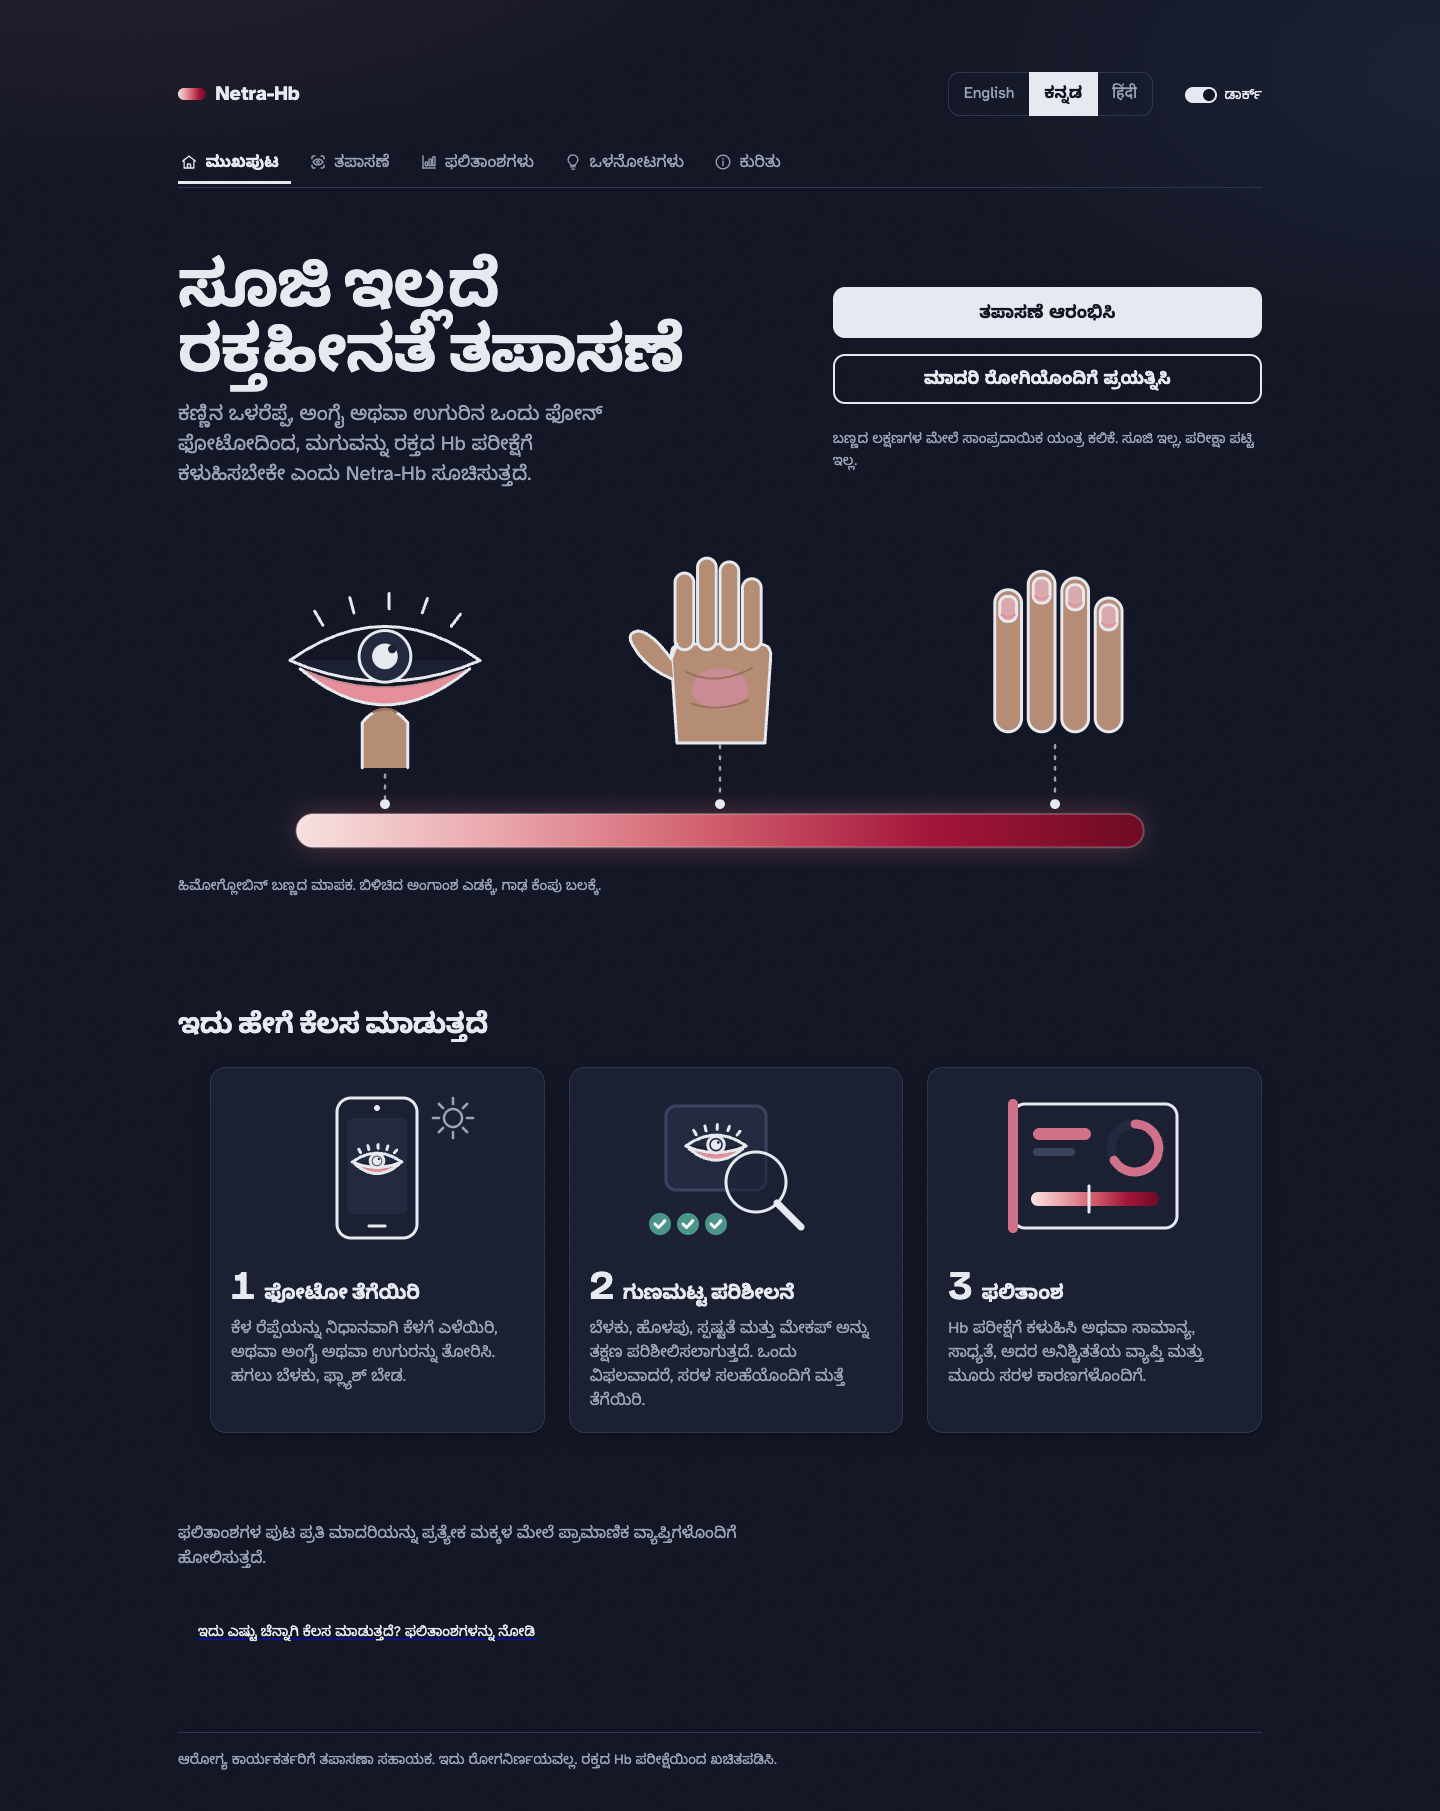 Netra-Hb
English
ಕನ್ನಡ
हिंदी
ಡಾರ್ಕ್
ಮುಖಪುಟ
ತಪಾಸಣೆ
ಫಲಿತಾಂಶಗಳು
ಒಳನೋಟಗಳು
ಕುರಿತು
ಸೂಜಿ ಇಲ್ಲದೆ
ರಕ್ತಹೀನತೆ ತಪಾಸಣೆ
ಕಣ್ಣಿನ ಒಳರೆಪ್ಪೆ, ಅಂಗೈ ಅಥವಾ ಉಗುರಿನ ಒಂದು ಫೋನ್
ಫೋಟೋದಿಂದ, ಮಗುವನ್ನು ರಕ್ತದ Hb ಪರೀಕ್ಷೆಗೆ
ಕಳುಹಿಸಬೇಕೇ ಎಂದು Netra-Hb ಸೂಚಿಸುತ್ತದೆ.
ತಪಾಸಣೆ ಆರಂಭಿಸಿ
ಮಾದರಿ ರೋಗಿಯೊಂದಿಗೆ ಪ್ರಯತ್ನಿಸಿ
ಬಣ್ಣದ ಲಕ್ಷಣಗಳ ಮೇಲೆ ಸಾಂಪ್ರದಾಯಿಕ ಯಂತ್ರ ಕಲಿಕೆ. ಸೂಜಿ ಇಲ್ಲ, ಪರೀಕ್ಷಾ ಪಟ್ಟಿ
ಇಲ್ಲ.
ಹಿಮೋಗ್ಲೋಬಿನ್ ಬಣ್ಣದ ಮಾಪಕ. ಬಿಳಿಚಿದ ಅಂಗಾಂಶ ಎಡಕ್ಕೆ, ಗಾಢ ಕೆಂಪು ಬಲಕ್ಕೆ.
ಇದು ಹೇಗೆ ಕೆಲಸ ಮಾಡುತ್ತದೆ
1 ಫೋಟೋ ತೆಗೆಯಿರಿ
ಕೆಳ ರೆಪ್ಪೆಯನ್ನು ನಿಧಾನವಾಗಿ ಕೆಳಗೆ ಎಳೆಯಿರಿ,
ಅಥವಾ ಅಂಗೈ ಅಥವಾ ಉಗುರನ್ನು ತೋರಿಸಿ.
ಹಗಲು ಬೆಳಕು, ಫ್ಲ್ಯಾಶ್ ಬೇಡ.
2 ಗುಣಮಟ್ಟ ಪರಿಶೀಲನೆ
ಬೆಳಕು, ಹೊಳಪು, ಸ್ಪಷ್ಟತೆ ಮತ್ತು ಮೇಕಪ್ ಅನ್ನು
ತಕ್ಷಣ ಪರಿಶೀಲಿಸಲಾಗುತ್ತದೆ. ಒಂದು
ವಿಫಲವಾದರೆ, ಸರಳ ಸಲಹೆಯೊಂದಿಗೆ ಮತ್ತೆ
ತೆಗೆಯಿರಿ.
3 ಫಲಿತಾಂಶ
Hb ಪರೀಕ್ಷೆಗೆ ಕಳುಹಿಸಿ ಅಥವಾ ಸಾಮಾನ್ಯ,
ಸಾಧ್ಯತೆ, ಅದರ ಅನಿಶ್ಚಿತತೆಯ ವ್ಯಾಪ್ತಿ ಮತ್ತು
ಮೂರು ಸರಳ ಕಾರಣಗಳೊಂದಿಗೆ.
ಫಲಿತಾಂಶಗಳ ಪುಟ ಪ್ರತಿ ಮಾದರಿಯನ್ನು ಪ್ರತ್ಯೇಕ ಮಕ್ಕಳ ಮೇಲೆ ಪ್ರಾಮಾಣಿಕ ವ್ಯಾಪ್ತಿಗಳೊಂದಿಗೆ
ಹೋಲಿಸುತ್ತದೆ.
ಇದು ಎಷ್ಟು ಚೆನ್ನಾಗಿ ಕೆಲಸ ಮಾಡುತ್ತದೆ? ಫಲಿತಾಂಶಗಳನ್ನು ನೋಡಿ
ಆರೋಗ್ಯ ಕಾರ್ಯಕರ್ತರಿಗೆ ತಪಾಸಣಾ ಸಹಾಯಕ. ಇದು ರೋಗನಿರ್ಣಯವಲ್ಲ. ರಕ್ತದ Hb ಪರೀಕ್ಷೆಯಿಂದ ಖಚಿತಪಡಿಸಿ.